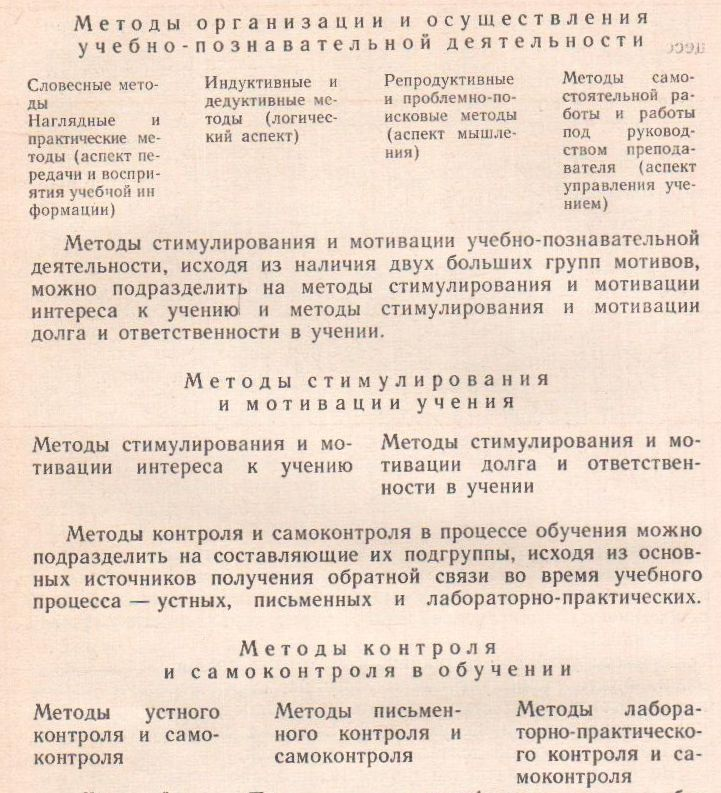 Методы организации и осуществления
учебно-познавательной деятельности
Словесные мето-
ды
Наглядные и
практические ме-
тоды (аспект пе-
редачи и воспри-
ятия учебной ин
формации)
Индуктивные и
дедуктивные ме-
тоды (логичес-
кий аспект)
Репродуктивные
и проблемно-по-
исковые методы
(аспект мышле-
ния)
Методы само-
стоятельной ра-
боты и работы
под руковод-
ством препода-
вателя (аспект
управления уче-
нием)
Методы стимулирования и мотивации учебно-познавательной
деятельности, исходя из наличия двух больших групп мотивов,
можно подразделить на методы стимулирования и мотивации
интереса к учению и методы стимулирования и мотивации
долга и ответственности в учении.
Методы стимулирования
и мотивации учения
Методы стимулирования и мо-
тивации интереса к учению
Методы стимулирования и мо-
тивации долга и ответствен-
ности в учении
Методы контроля и самоконтроля в процессе обучения можно
подразделить на составляющие их подгруппы, исходя из основ-
ных источников получения обратной связи во время учебного
процесса — устных, письменных и лабораторно-практических.
Методы контроля
и самоконтроля в обучении
Методы устного
контроля и само-
контроля
Методы письмен-
ного контроля и
самоконтроля
Методы лабора-
торно-практическо-
го контроля и са-
моконтроля